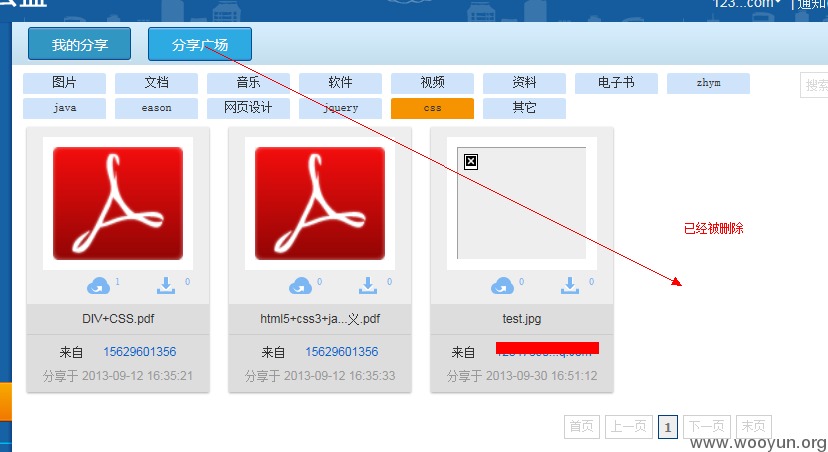 123...com | 通知
我的分享 分享广场
图片 文档 音乐 软件 视频 资料 电子书 zhym 搜索
java eason 网页设计 jquery css 其它
已经被删除
1 0 0 0 0 0
DIV+CSS.pdf html5+css3+ja...义.pdf test.jpg
来自 15629601356 来自 15629601356 来自
分享于 2013-09-12 16:35:21 分享于 2013-09-12 16:35:33 分享于 2013-09-30 16:51:12
首页 上一页 1 下一页 末页
www.wooyun.org